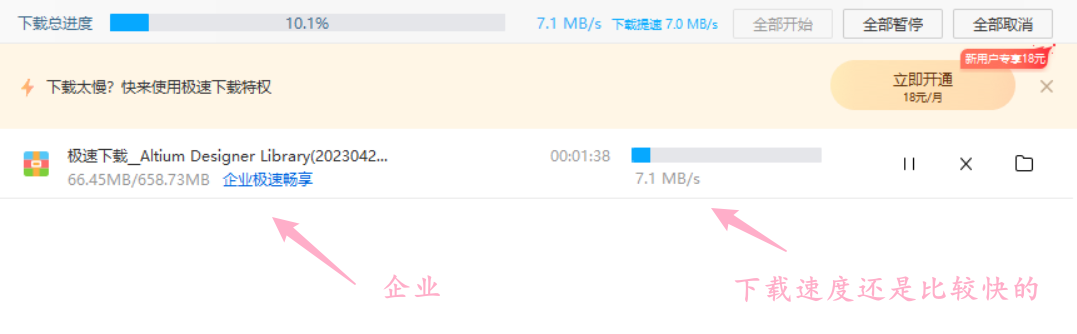 下载总进度 10.1% 7.1 MB/s 下载提速 7.0 MB/s 全部开始 全部暂停 全部取消
新用户专享18元
下载太慢？快来使用极速下载特权 立即开通
18元/月
极速下载__Altium Designer Library(2023042... 00:01:38
66.45MB/658.73MB 企业极速畅享 7.1 MB/s
企业 下载速度还是比较快的